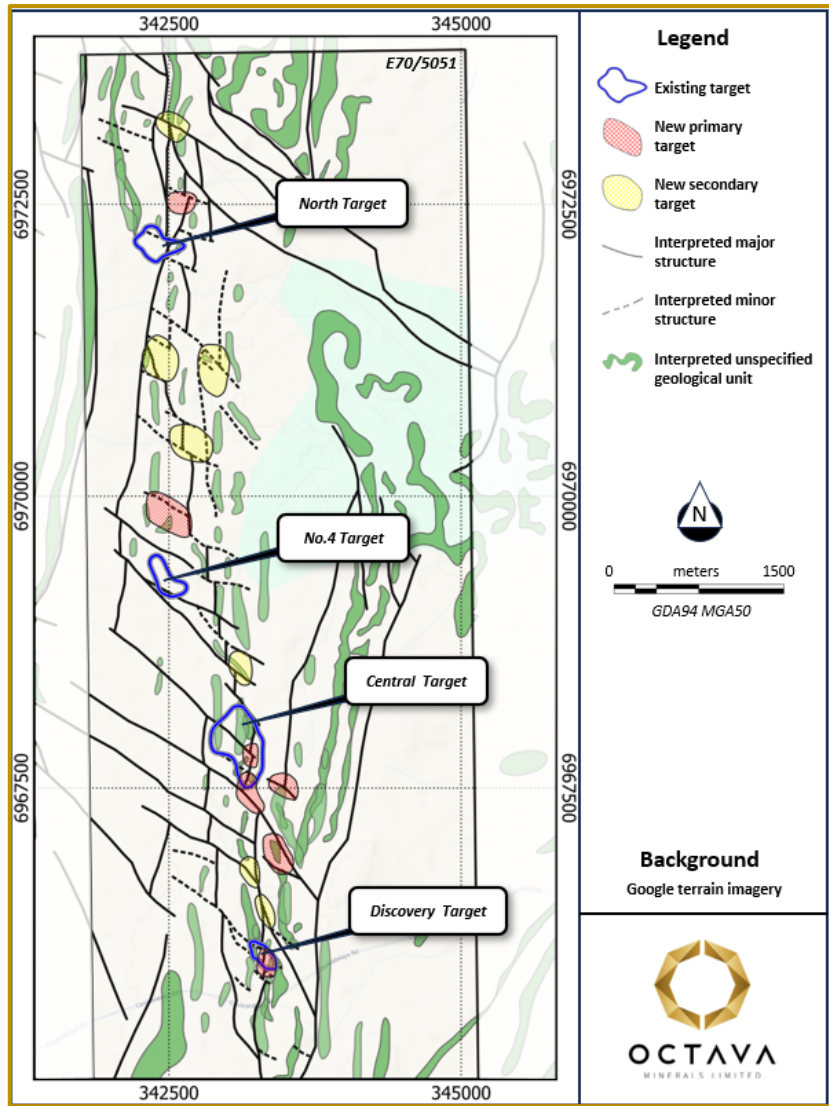 342500
345000
E70/5051
6972500
6972500
North Target
6970000
6970000
No.4 Target
Central Target
6967500
6967500
Discovery Target
342500
345000
Legend
Existing target
New primary
target
New secondary
target
Interpreted major
structure
Interpreted minor
structure
Interpreted unspecified
geological unit
N
0 meters 1500
GDA94 MGA50
Background
Google terrain imagery
OCTAVA
MINERALS LIMITED